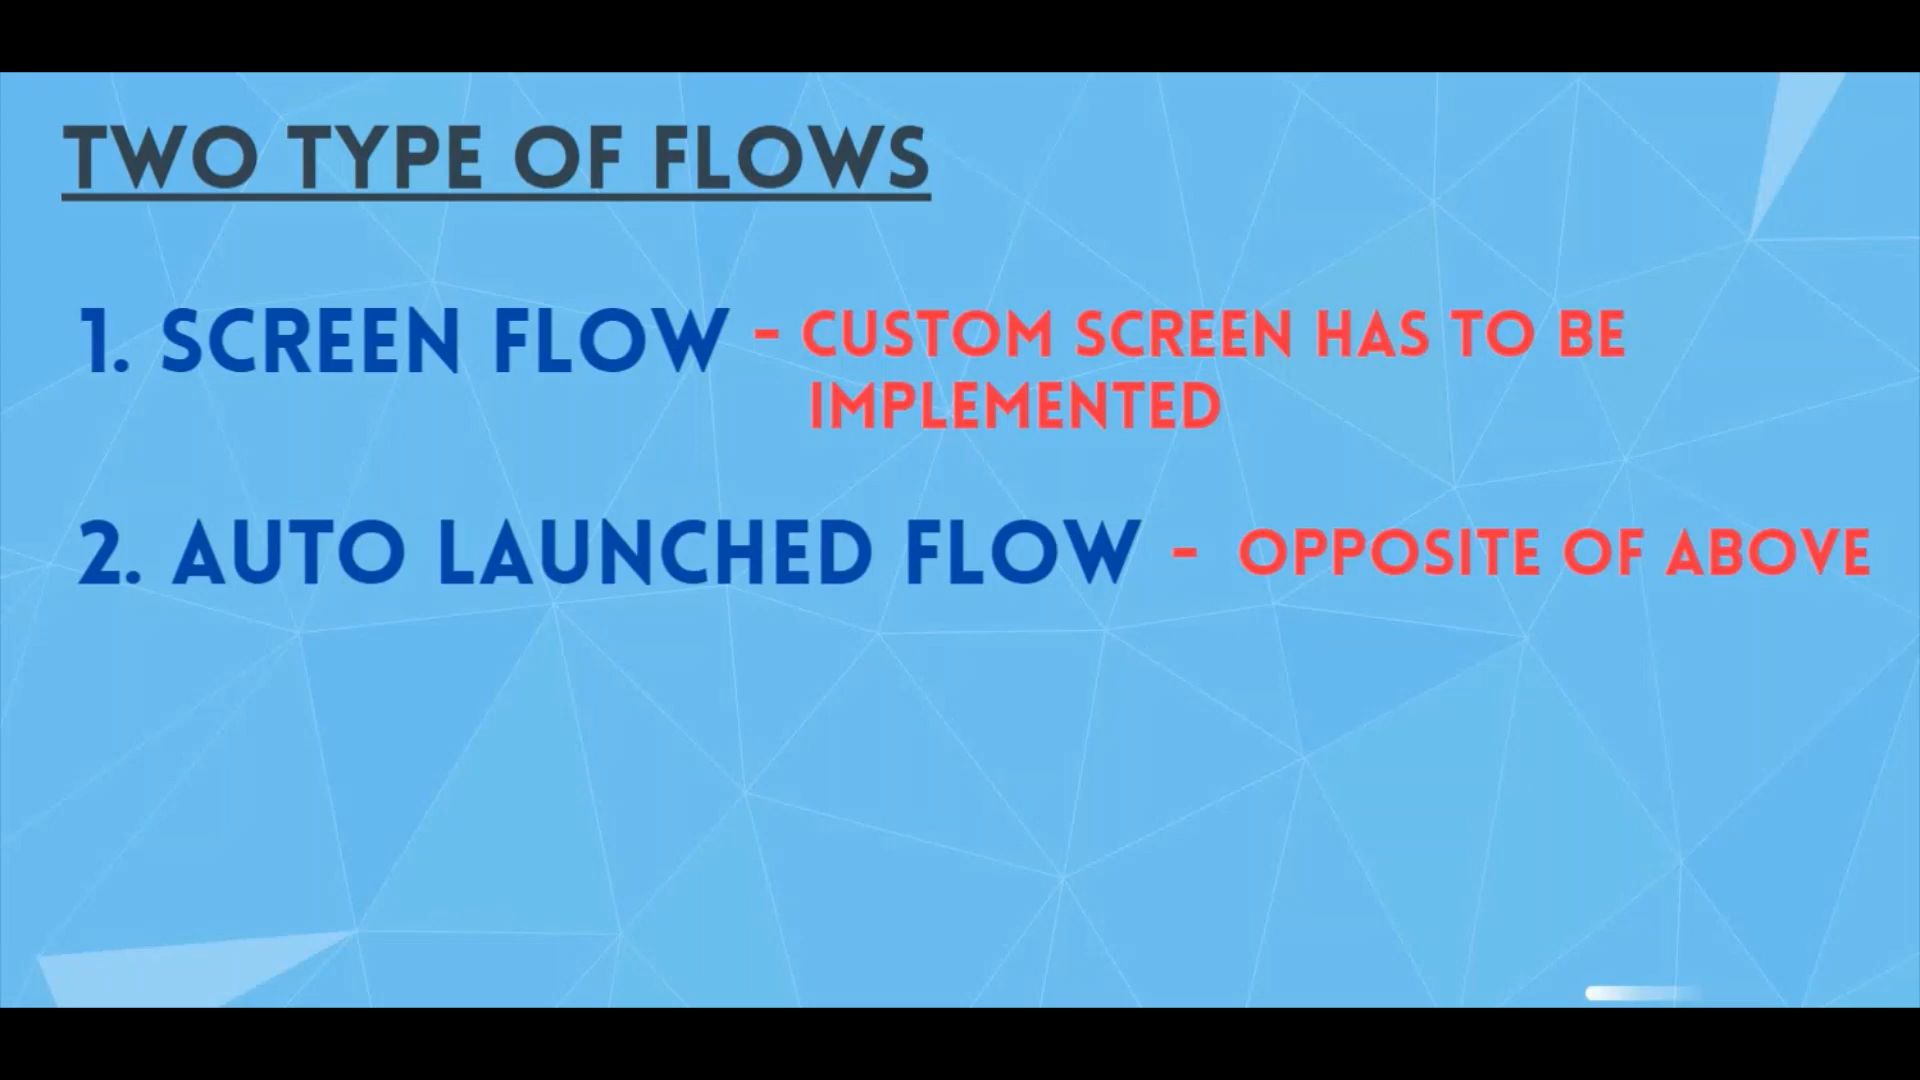 TWO TYPE OF FLOWS
1. SCREEN FLOW - CUSTOM SCREEN HAS TO BE
IMPLEMENTED
2. AUTO LAUNCHED FLOW - OPPOSITE OF ABOVE